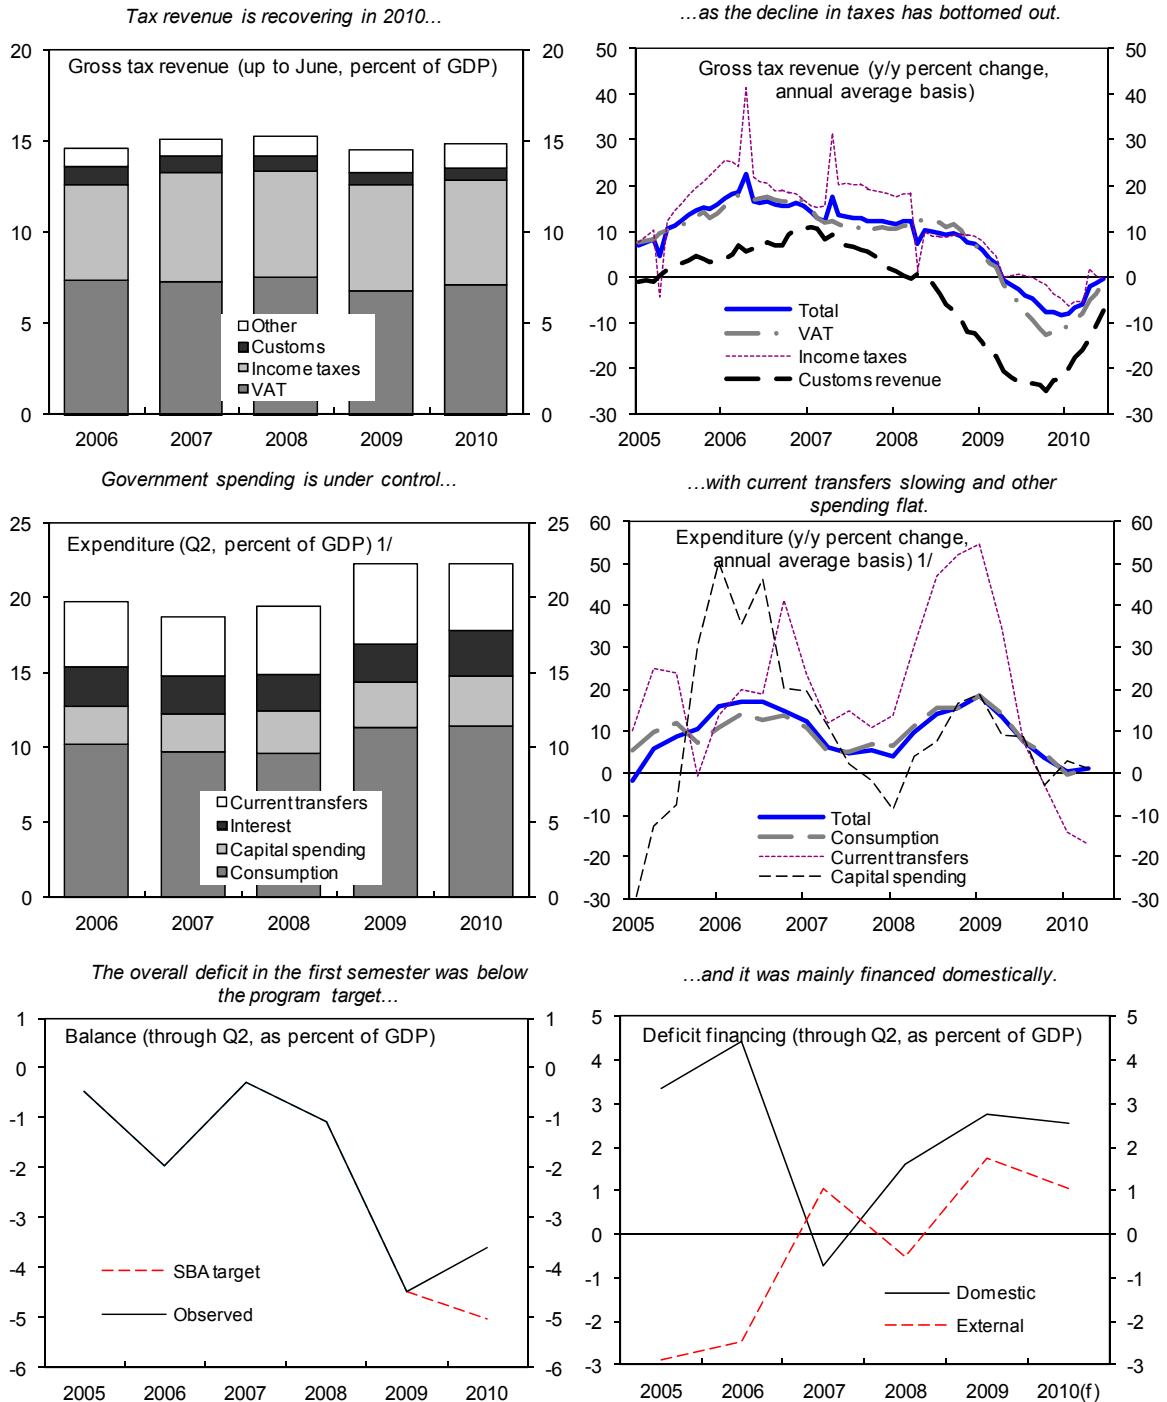 Tax revenue is recovering in 2010…
Gross tax revenue (up to June, percent of GDP)
20
15
10
5
0
20
15
10
5
0
Other
Customs
Income taxes
VAT
2006 2007 2008 2009 2010
…as the decline in taxes has bottomed out.
Gross tax revenue (y/y percent change,
annual average basis)
50
40
30
20
10
0
-10
-20
-30
50
40
30
20
10
0
-10
-20
-30
Total
VAT
Income taxes
Customs revenue
2005 2006 2007 2008 2009 2010
Government spending is under control…
Expenditure (Q2, percent of GDP) 1/
25
20
15
10
5
0
25
20
15
10
5
0
Current transfers
Interest
Capital spending
Consumption
2006 2007 2008 2009 2010
…with current transfers slowing and other
spending flat.
Expenditure (y/y percent change,
annual average basis) 1/
60
50
40
30
20
10
0
-10
-20
-30
60
50
40
30
20
10
0
-10
-20
-30
Total
Consumption
Current transfers
Capital spending
2005 2006 2007 2008 2009 2010
The overall deficit in the first semester was below
the program target…
Balance (through Q2, as percent of GDP)
1
0
-1
-2
-3
-4
-5
-6
1
0
-1
-2
-3
-4
-5
-6
SBA target
Observed
2005 2006 2007 2008 2009 2010
…and it was mainly financed domestically.
Deficit financing (through Q2, as percent of GDP)
5
4
3
2
1
0
-1
-2
-3
5
4
3
2
1
0
-1
-2
-3
Domestic
External
2005 2006 2007 2008 2009 2010(f)